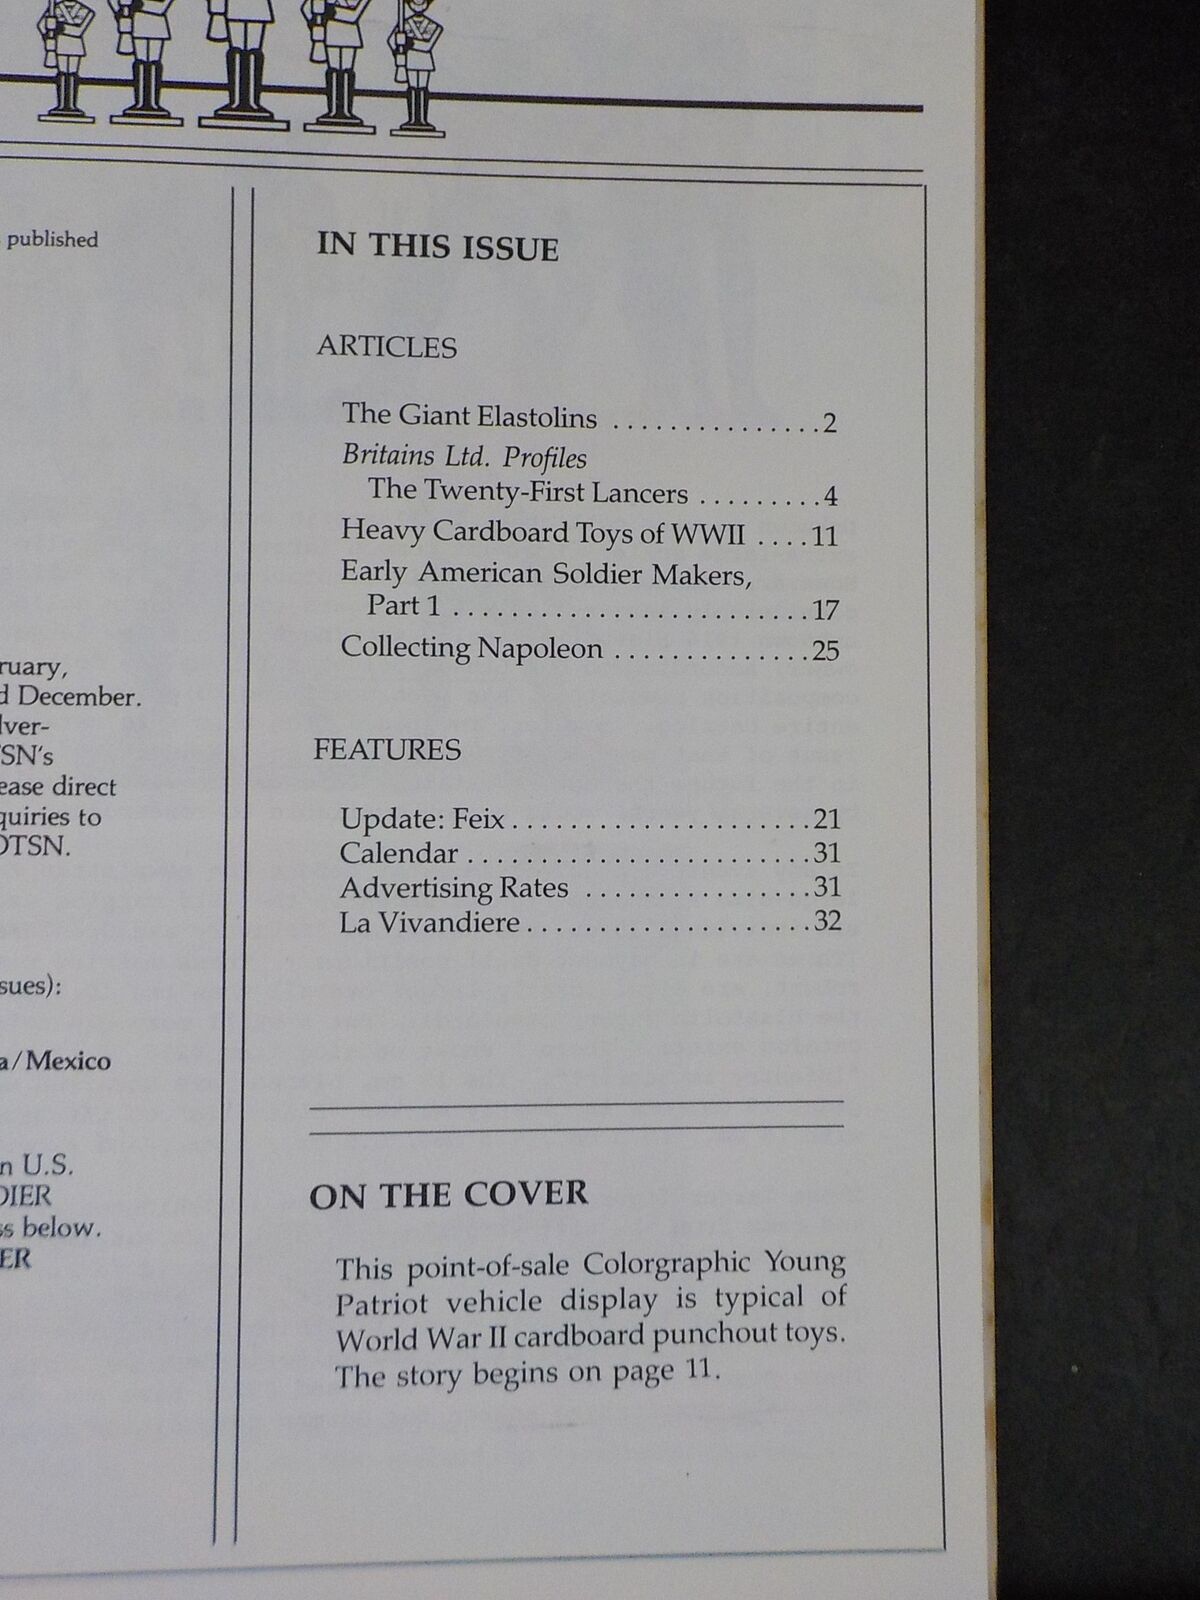 published
ruary,
d December.
lver-
SN's
ease direct
quiries to
OTSN.
sues):
a/Mexico
n U.S.
DIER
ss below.
ER
IN THIS ISSUE
ARTICLES
The Giant Elastolins ...............2
Britains Ltd. Profiles
The Twenty-First Lancers .........4
Heavy Cardboard Toys of WWII ....11
Early American Soldier Makers,
Part 1 .........................17
Collecting Napoleon ..............25
FEATURES
Update: Feix .....................21
Calendar ........................31
Advertising Rates ................31
La Vivandiere ....................32
ON THE COVER
This point-of-sale Colorgraphic Young
Patriot vehicle display is typical of
World War II cardboard punchout toys.
The story begins on page 11.